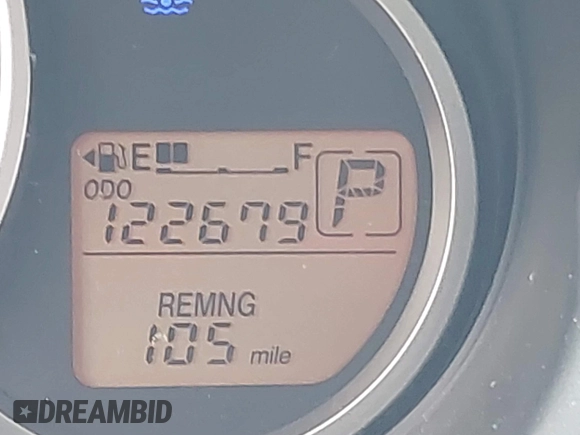 E F
ODO
122679 P
REMNG
105 mile
DREAMBID